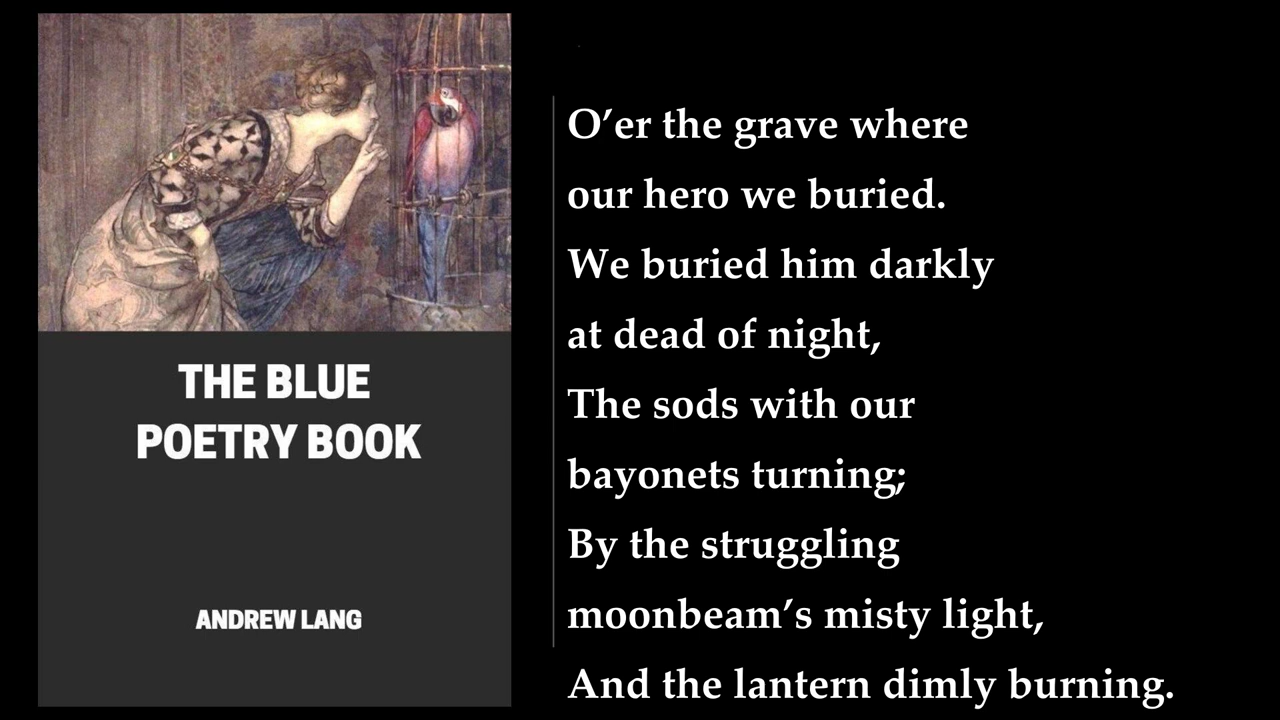 THE BLUE
POETRY BOOK
ANDREW LANG
O’er the grave where
our hero we buried.
We buried him darkly
at dead of night,
The sods with our
bayonets turning;
By the struggling
moonbeam’s misty light,
And the lantern dimly burning.